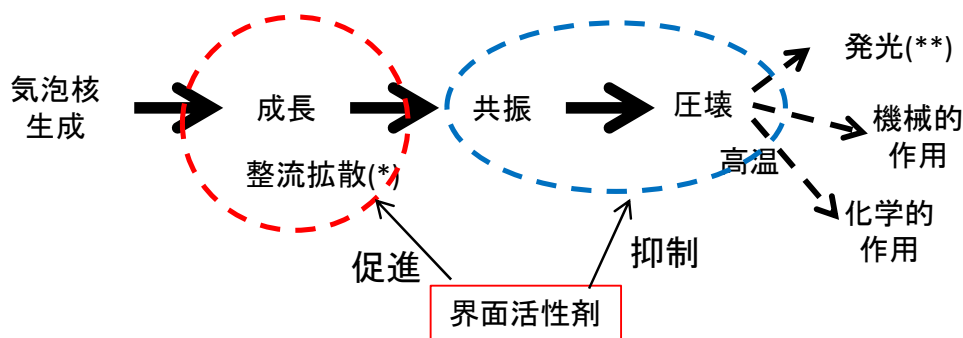 気泡核
生成
成長
整流拡散(*)
共振
圧壊
高温
発光(**)
機械的
作用
化学的
作用
促進
抑制
界面活性剤